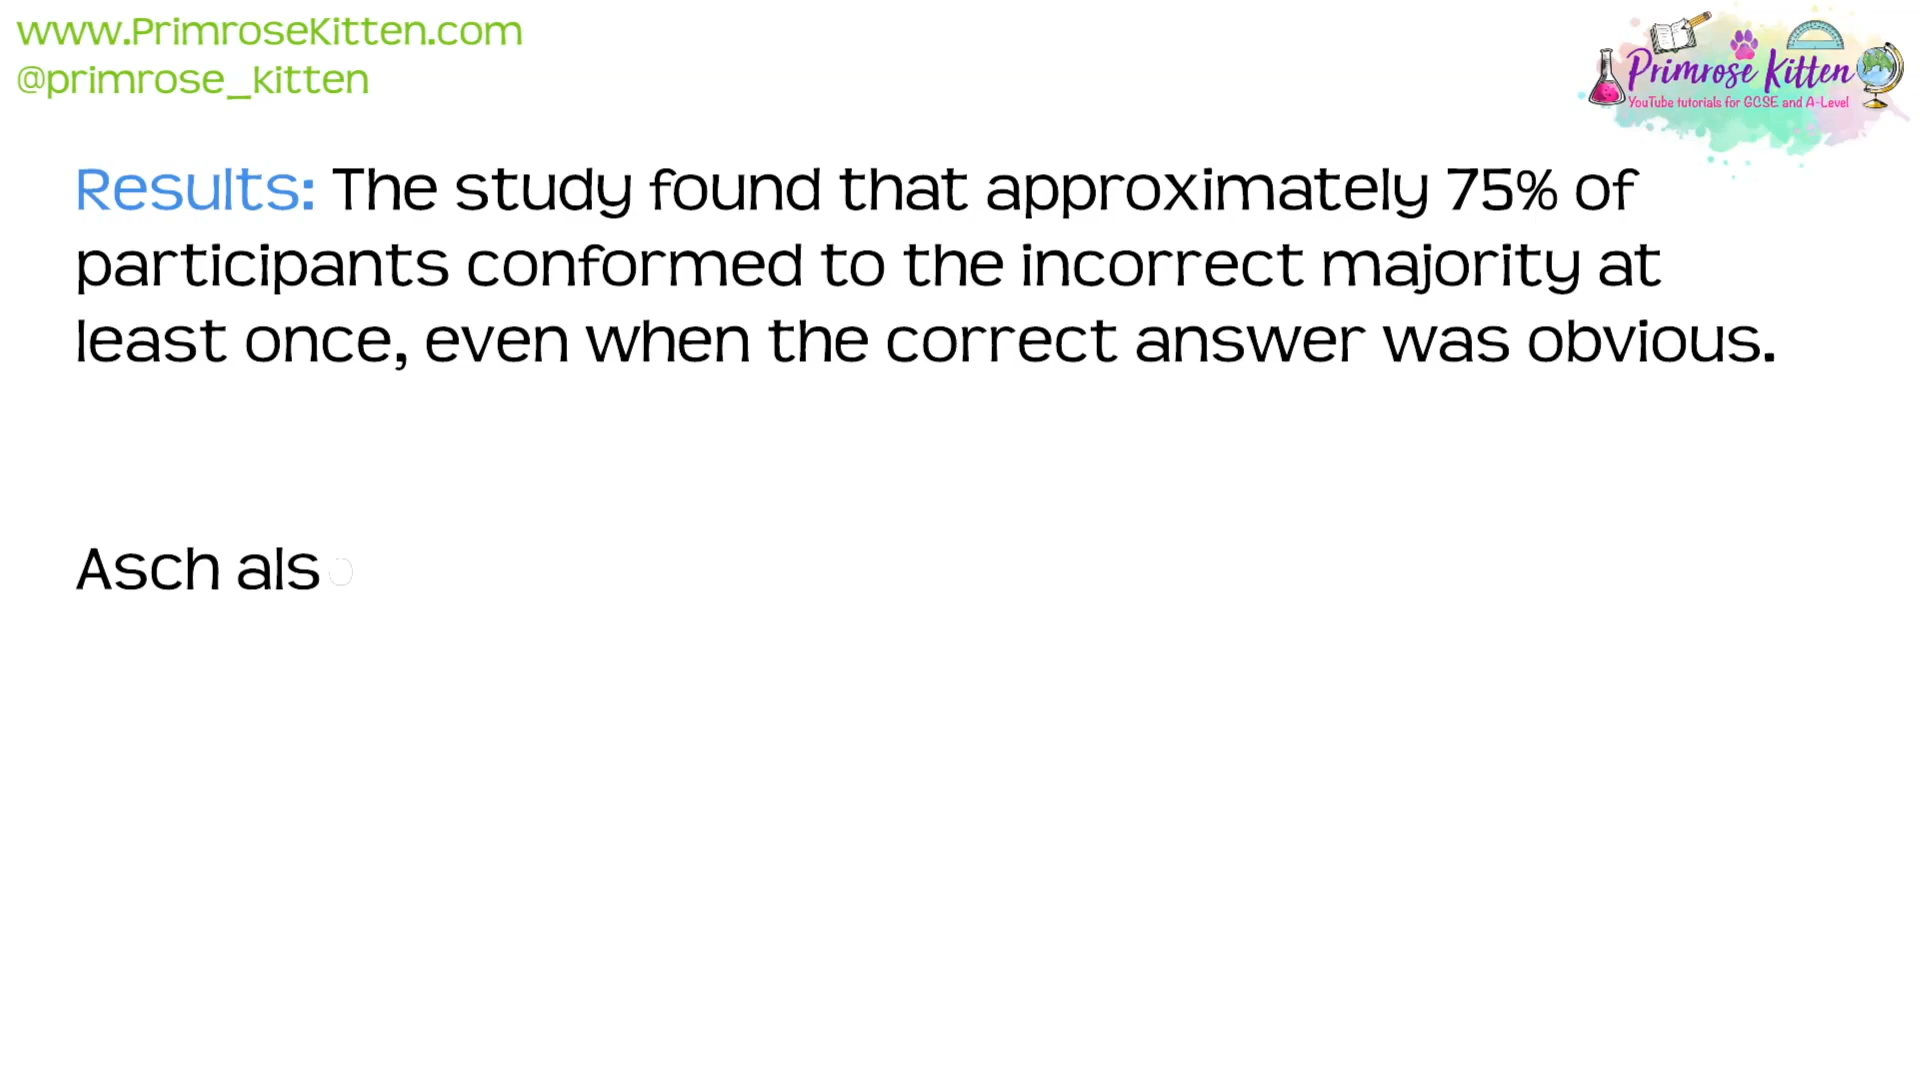 www.PrimroseKitten.com
@primrose_kitten
Primrose Kitten
YouTube tutorials for GCSE and A-Level
Results: The study found that approximately 75% of
participants conformed to the incorrect majority at
least once, even when the correct answer was obvious.
Asch also